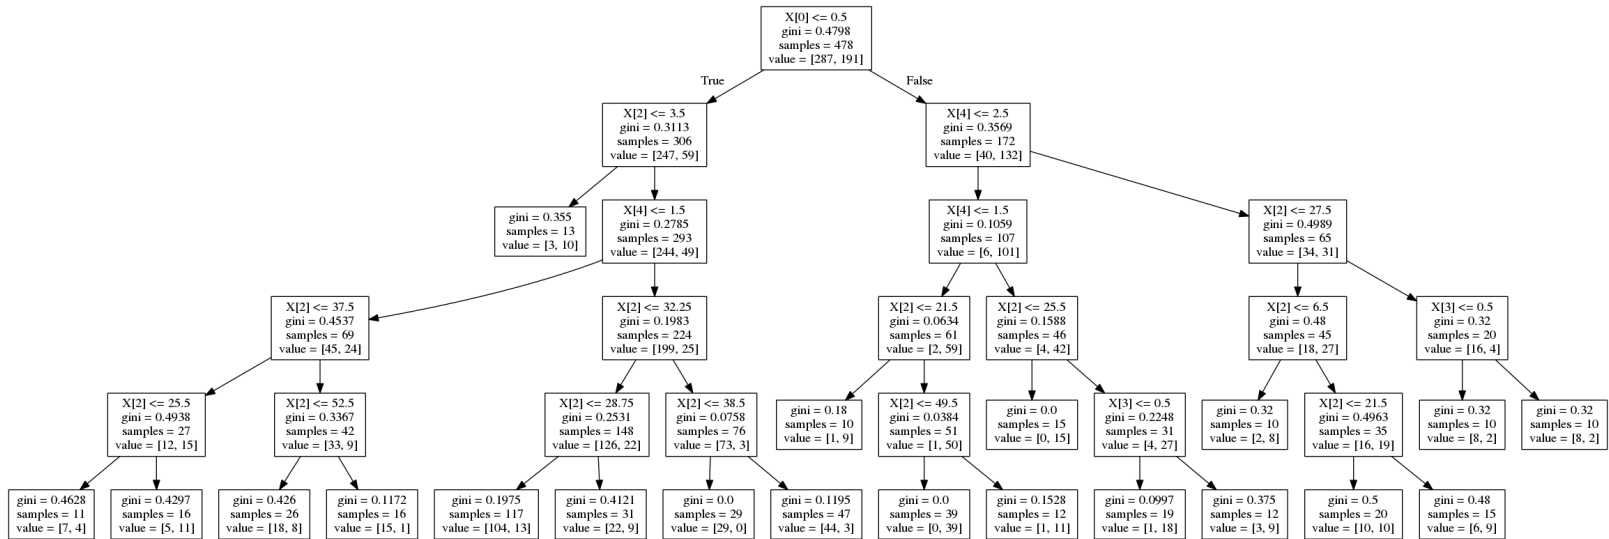 X[0] <= 0.5
gini = 0.4798
samples = 478
value = [287, 191]
True
False
X[2] <= 3.5
gini = 0.3113
samples = 306
value = [247, 59]
X[4] <= 2.5
gini = 0.3569
samples = 172
value = [40, 132]
gini = 0.355
samples = 13
value = [3, 10]
X[4] <= 1.5
gini = 0.2785
samples = 293
value = [244, 49]
X[4] <= 1.5
gini = 0.1059
samples = 107
value = [6, 101]
X[2] <= 27.5
gini = 0.4989
samples = 65
value = [34, 31]
X[2] <= 37.5
gini = 0.4537
samples = 69
value = [45, 24]
X[2] <= 32.25
gini = 0.1983
samples = 224
value = [199, 25]
X[2] <= 21.5
gini = 0.0634
samples = 61
value = [2, 59]
X[2] <= 25.5
gini = 0.1588
samples = 46
value = [4, 42]
X[2] <= 6.5
gini = 0.48
samples = 45
value = [18, 27]
X[3] <= 0.5
gini = 0.32
samples = 20
value = [16, 4]
X[2] <= 25.5
gini = 0.4938
samples = 27
value = [12, 15]
X[2] <= 52.5
gini = 0.3367
samples = 42
value = [33, 9]
X[2] <= 28.75
gini = 0.2531
samples = 148
value = [126, 22]
X[2] <= 38.5
gini = 0.0758
samples = 76
value = [73, 3]
gini = 0.18
samples = 10
value = [1, 9]
X[2] <= 49.5
gini = 0.0384
samples = 51
value = [1, 50]
gini = 0.0
samples = 15
value = [0, 15]
X[3] <= 0.5
gini = 0.2248
samples = 31
value = [4, 27]
gini = 0.32
samples = 10
value = [2, 8]
X[2] <= 21.5
gini = 0.4963
samples = 35
value = [16, 19]
gini = 0.32
samples = 10
value = [8, 2]
gini = 0.32
samples = 10
value = [8, 2]
gini = 0.4628
samples = 11
value = [7, 4]
gini = 0.4297
samples = 16
value = [5, 11]
gini = 0.426
samples = 26
value = [18, 8]
gini = 0.1172
samples = 16
value = [15, 1]
gini = 0.1975
samples = 117
value = [104, 13]
gini = 0.4121
samples = 31
value = [22, 9]
gini = 0.0
samples = 29
value = [29, 0]
gini = 0.1195
samples = 47
value = [44, 3]
gini = 0.0
samples = 39
value = [0, 39]
gini = 0.1528
samples = 12
value = [1, 11]
gini = 0.0997
samples = 19
value = [1, 18]
gini = 0.375
samples = 12
value = [3, 9]
gini = 0.5
samples = 20
value = [10, 10]
gini = 0.48
samples = 15
value = [6, 9]